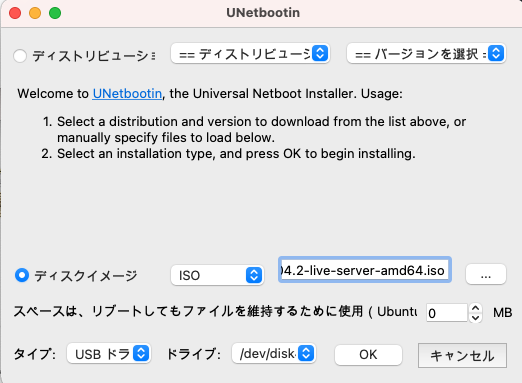 UNetbootin
ディストリビューショ == ディストリビューシ == バージョンを選択 =
Welcome to UNetbootin, the Universal Netboot Installer. Usage:
1. Select a distribution and version to download from the list above, or
manually specify files to load below.
2. Select an installation type, and press OK to begin installing.
ディスクイメージ ISO 04.2-live-server-amd64.iso ...
スペースは、リブートしてもファイルを維持するために使用 ( Ubuntu 0 MB
タイプ: USB ドラ ドライブ: /dev/disk OK キャンセル